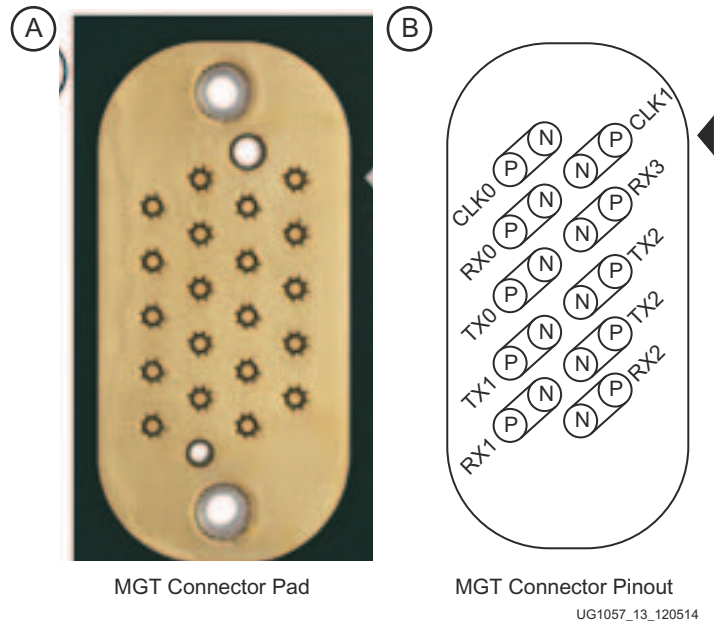 A
B
N
P
CLK1
P
N
CLK0
N
P
RX3
P
N
RX0
N
P
TX2
P
N
TX0
N
P
TX2
P
N
TX1
N
P
RX2
P
N
RX1
MGT Connector Pad
MGT Connector Pinout
UG1057_13_120514